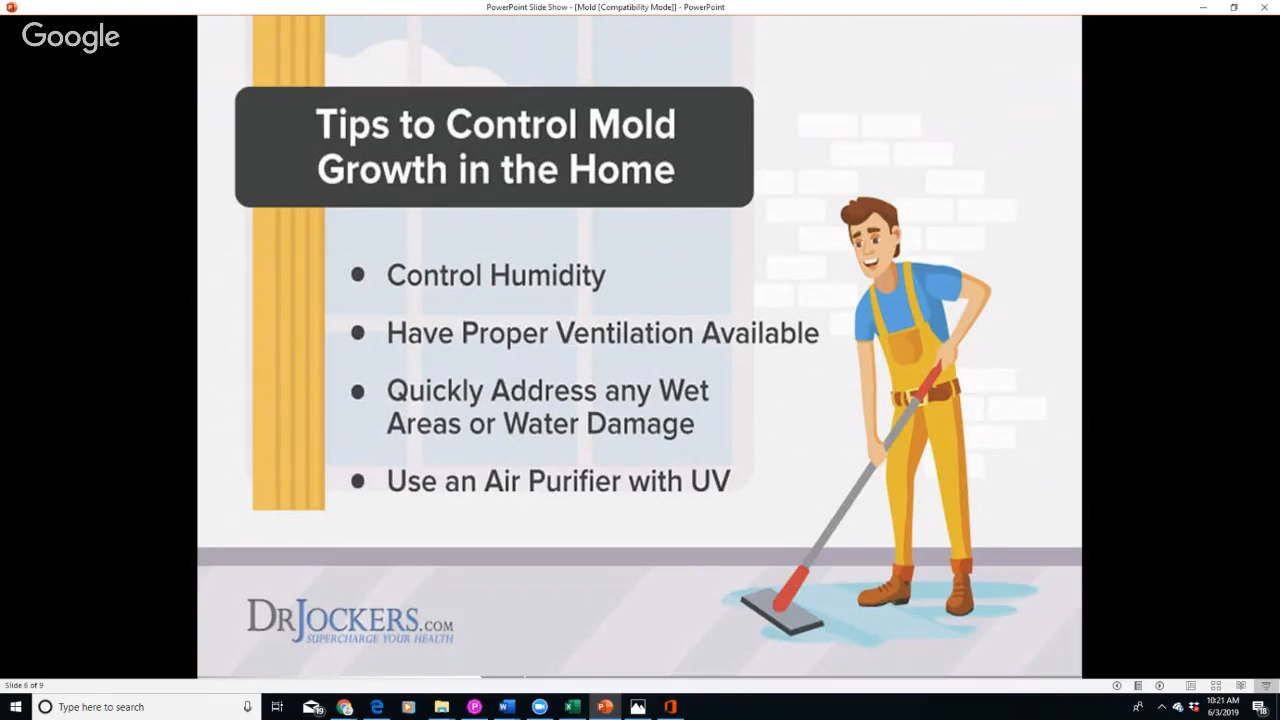 PowerPoint Slide Show - [Mold [Compatibility Mode]] - PowerPoint
Google
Tips to Control Mold
Growth in the Home
• Control Humidity
• Have Proper Ventilation Available
• Quickly Address any Wet
Areas or Water Damage
• Use an Air Purifier with UV
DRJOCKERS.COM
SUPERCHARGE YOUR HEALTH
Slide 6 of 9
Type here to search
19
10:21 AM
6/3/2019
18